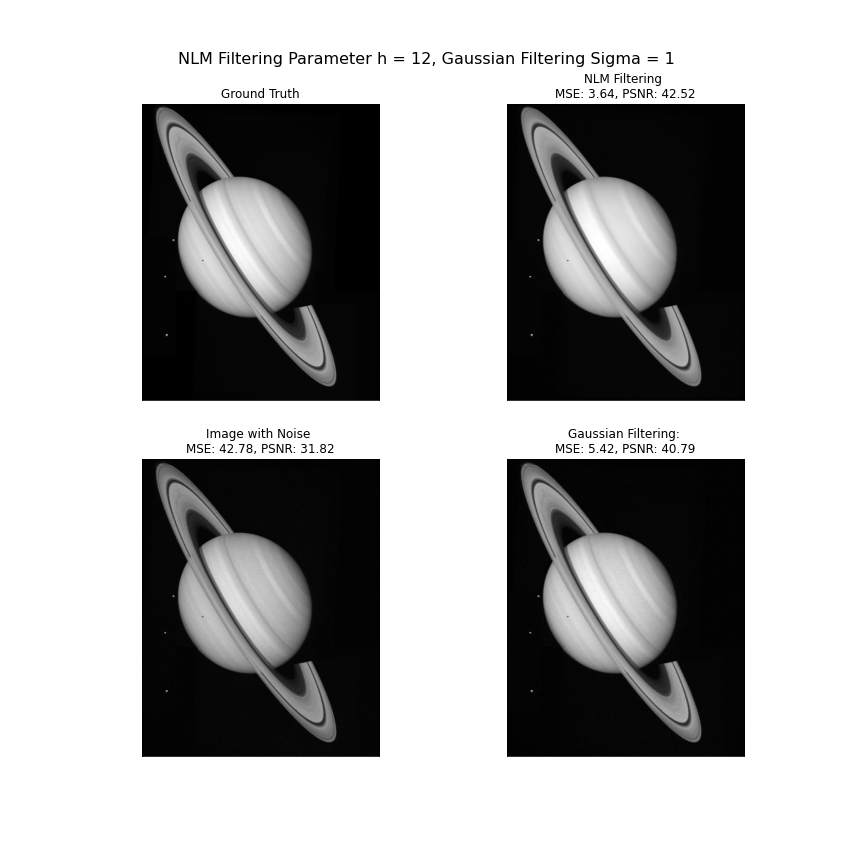 NLM Filtering Parameter h = 12, Gaussian Filtering Sigma = 1
Ground Truth
NLM Filtering
MSE: 3.64, PSNR: 42.52
Image with Noise
MSE: 42.78, PSNR: 31.82
Gaussian Filtering:
MSE: 5.42, PSNR: 40.79